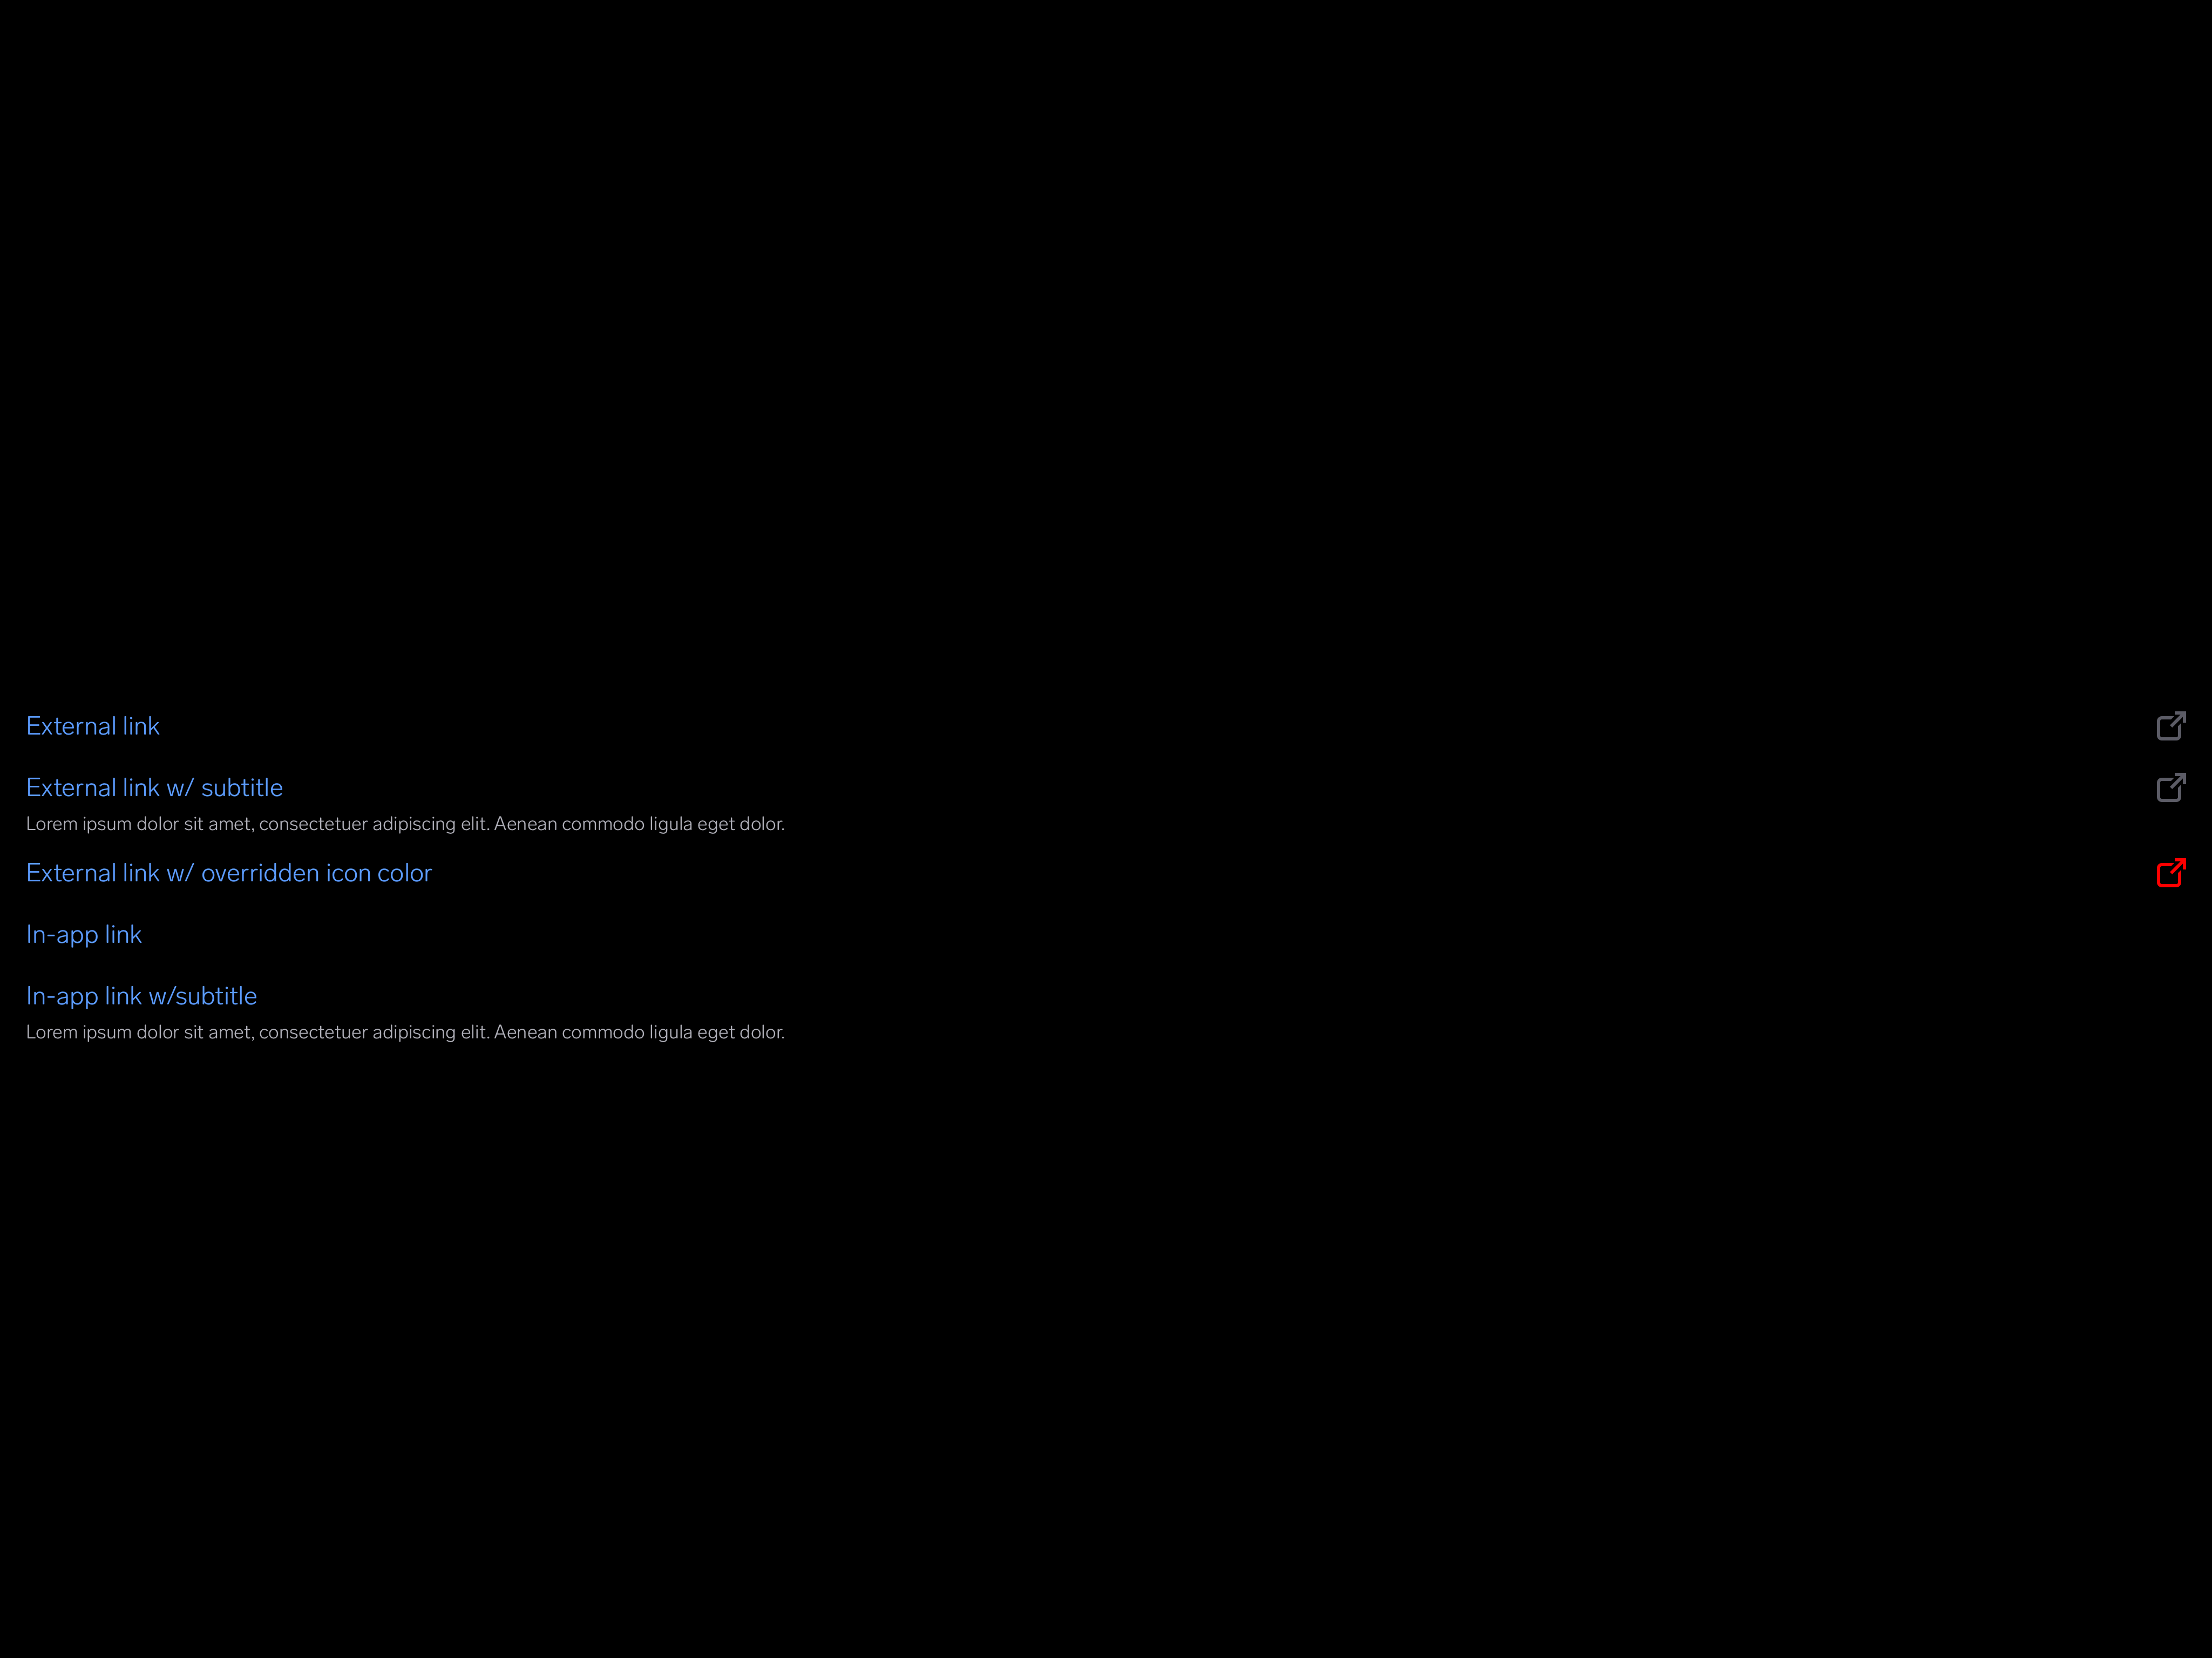 External link
External link w/ subtitle
Lorem ipsum dolor sit amet, consectetuer adipiscing elit. Aenean commodo ligula eget dolor.
External link w/ overridden icon color
In-app link
In-app link w/subtitle
Lorem ipsum dolor sit amet, consectetuer adipiscing elit. Aenean commodo ligula eget dolor.